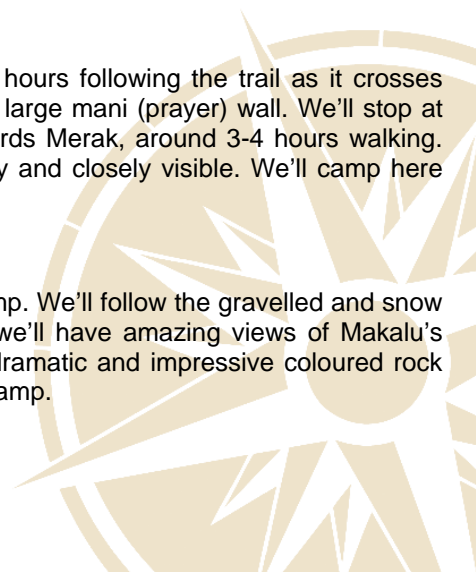 hours following the trail as it crosses
large mani (prayer) wall. We'll stop at
rds Merak, around 3-4 hours walking.
y and closely visible. We'll camp here
mp. We'll follow the gravelled and snow
we'll have amazing views of Makalu's
dramatic and impressive coloured rock
amp.